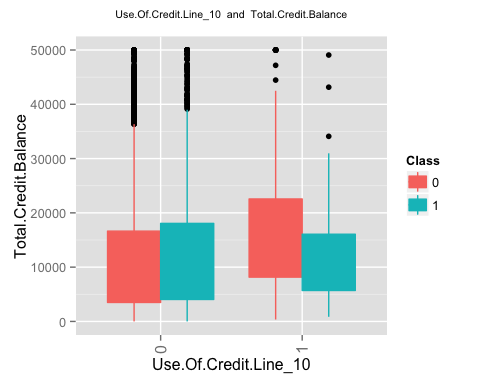 Use.Of.Credit.Line_10 and Total.Credit.Balance
50000
40000
30000
20000
10000
0
Total.Credit.Balance
0
1
Use.Of.Credit.Line_10
Class
0
1